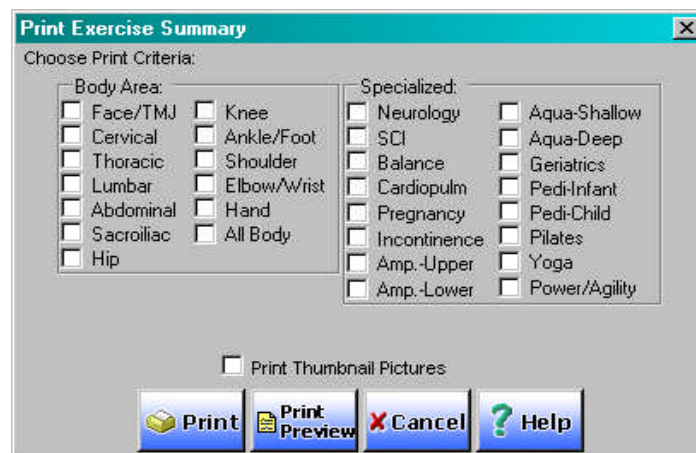 Print Exercise Summary
Choose Print Criteria:
Body Area:
Face/TMJ
Cervical
Thoracic
Lumbar
Abdominal
Sacroiliac
Hip
Knee
Ankle/Foot
Shoulder
Elbow/Wrist
Hand
All Body
Specialized:
Neurology
SCI
Balance
Cardiopulm
Pregnancy
Incontinence
Amp.-Upper
Amp.-Lower
Aqua-Shallow
Aqua-Deep
Geriatrics
Pedi-Infant
Pedi-Child
Pilates
Yoga
Power/Agility
Print Thumbnail Pictures
Print
Print
Preview
Cancel
Help